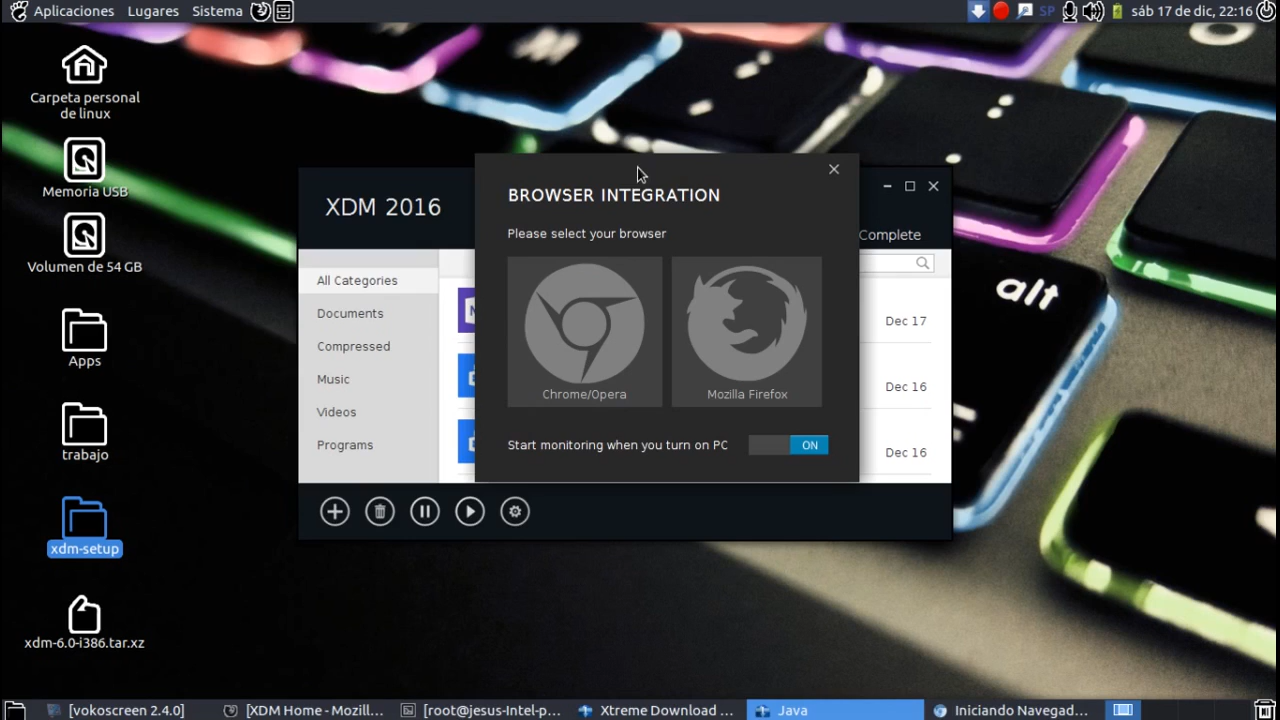 Aplicaciones Lugares Sistema
SP sáb 17 de dic, 22:16
Carpeta personal
de linux
Memoria USB
Volumen de 54 GB
Apps
trabajo
xdm-setup
xdm-6.0-i386.tar.xz
XDM 2016
Complete
All Categories
Documents
Compressed
Music
Videos
Programs
Dec 17
Dec 16
Dec 16
BROWSER INTEGRATION
Please select your browser
Chrome/Opera
Mozilla Firefox
Start monitoring when you turn on PC
ON
alt
[vokoscreen 2.4.0]
[XDM Home - Mozill...
[root@jesus-Intel-p...
Xtreme Download ...
Java
Iniciando Navegad...